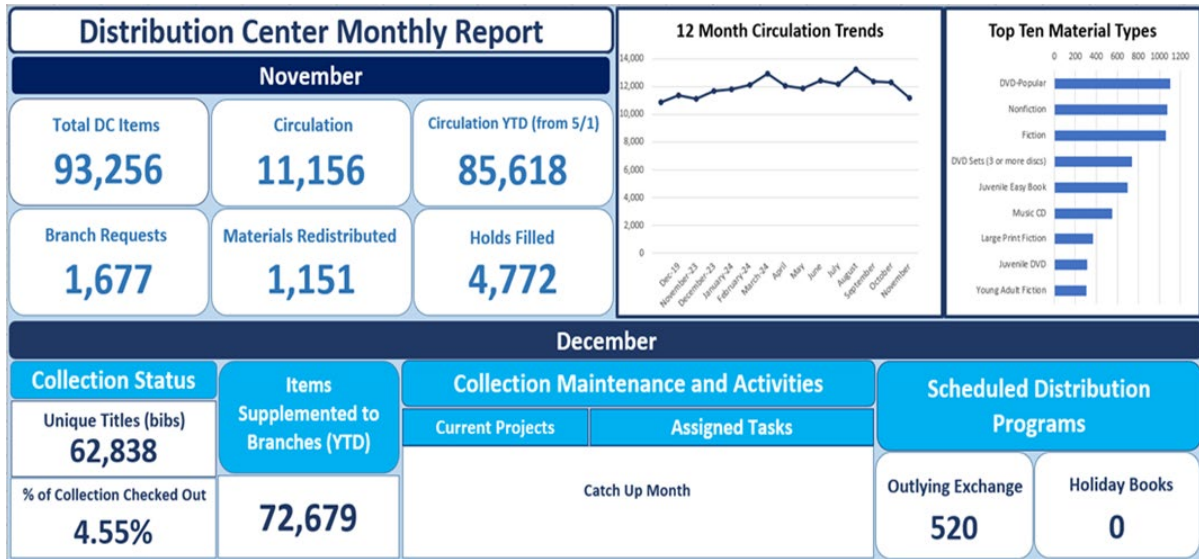 Distribution Center Monthly Report
November
Total DC Items
93,256
Circulation
11,156
Circulation YTD (from 5/1)
85,618
Branch Requests
1,677
Materials Redistributed
1,151
Holds Filled
4,772
12 Month Circulation Trends
14,000
12,000
10,000
8,000
6,000
4,000
2,000
0
Dec-19
November-23
December-23
January-24
February-24
March-24
April
May
June
July
August
September
October
November
Top Ten Material Types
0 200 400 600 800 1000 1200
DVD-Popular
Nonfiction
Fiction
DVD Sets (3 or more discs)
Juvenile Easy Book
Music CD
Large Print Fiction
Juvenile DVD
Young Adult Fiction
December
Collection Status
Unique Titles (bibs)
62,838
% of Collection Checked Out
4.55%
Items
Supplemented to
Branches (YTD)
72,679
Collection Maintenance and Activities
Current Projects
Assigned Tasks
Catch Up Month
Scheduled Distribution
Programs
Outlying Exchange
520
Holiday Books
0